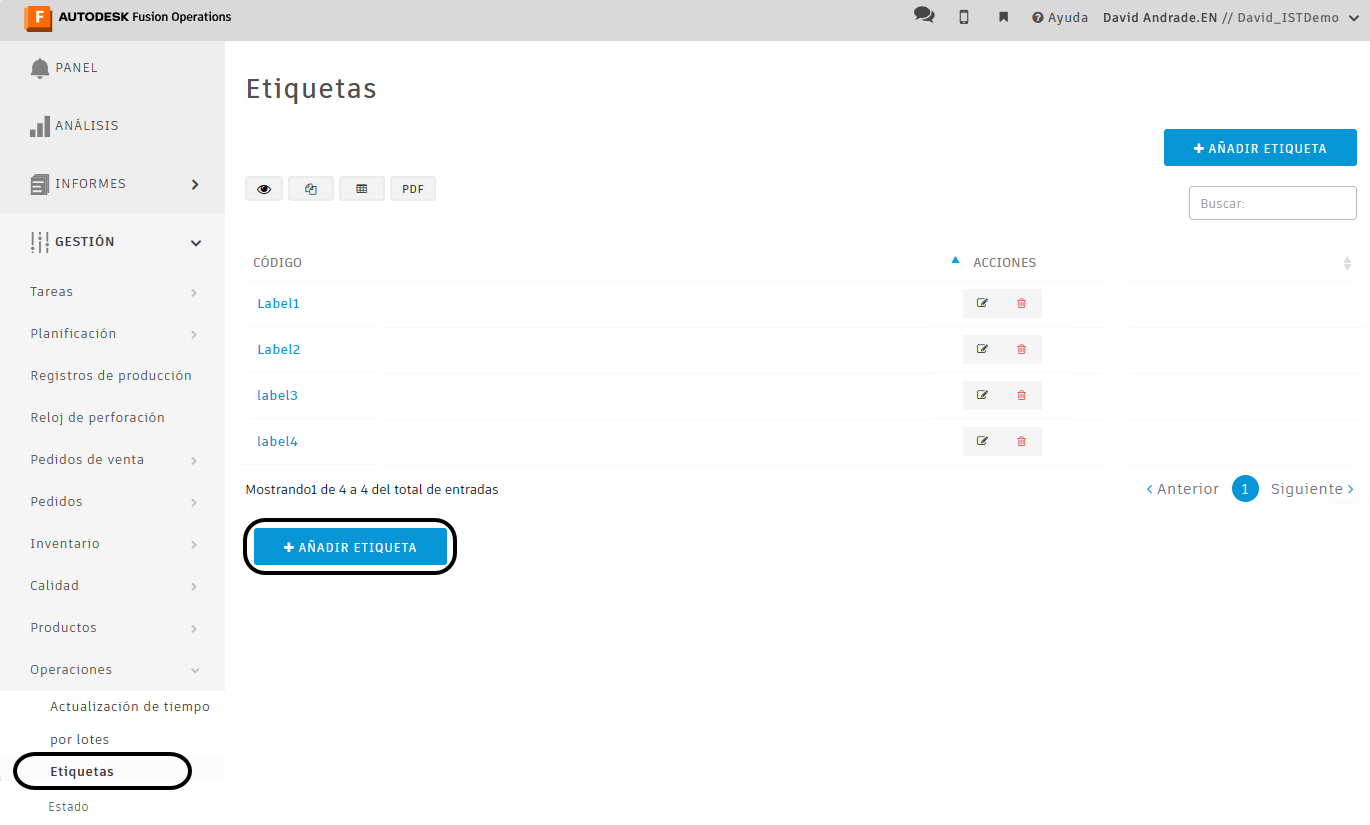 F AUTODESK Fusion Operations
Ayuda
David Andrade.EN // David_ISTDemo
PANEL
ANÁLISIS
INFORMES
GESTIÓN
Tareas
Planificación
Registros de producción
Reloj de perforación
Pedidos de venta
Pedidos
Inventario
Calidad
Productos
Operaciones
Actualización de tiempo
por lotes
Etiquetas
Estado
Etiquetas
+ AÑADIR ETIQUETA
PDF
Buscar:
CÓDIGO ACCIONES
Label1
Label2
label3
label4
Mostrando1 de 4 a 4 del total de entradas
‹ Anterior 1 Siguiente ›
+ AÑADIR ETIQUETA